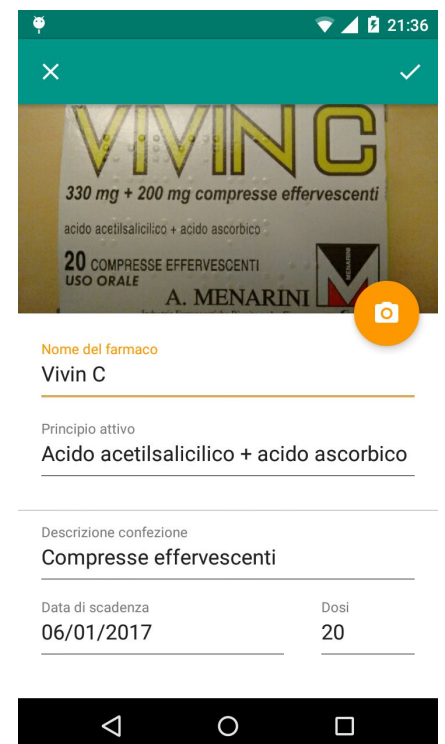 21:36
VIVIN C
330 mg + 200 mg compresse effervescenti
acido acetilsalicilico + acido ascorbico
20 COMPRESSE EFFERVESCENTI
USO ORALE
A. MENARINI
MENARINI
Nome del farmaco
Vivin C
Principio attivo
Acido acetilsalicilico + acido ascorbico
Descrizione confezione
Compresse effervescenti
Data di scadenza
Dosi
06/01/2017
20